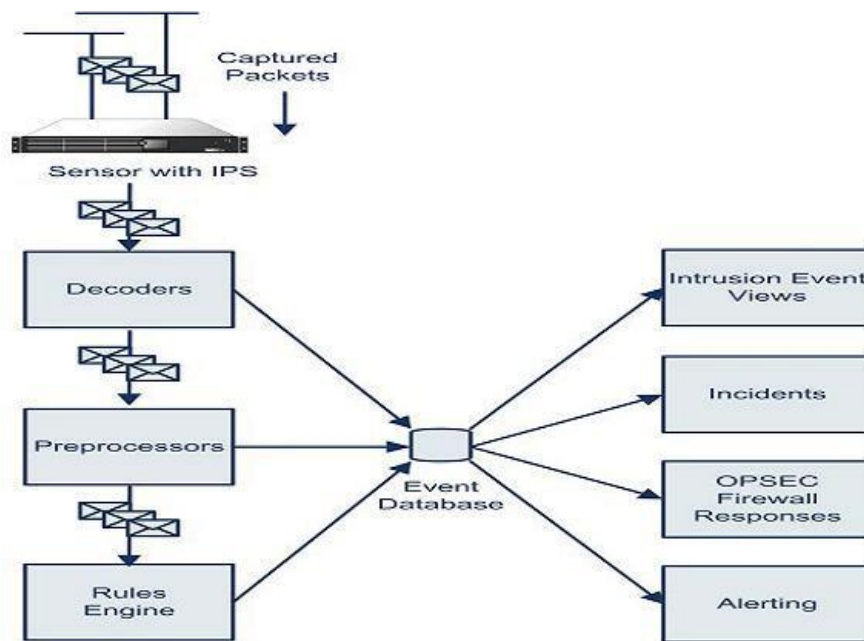 Captured
Packets
Sensor with IPS
Decoders
Preprocessors
Rules
Engine
Event
Database
Intrusion Event
Views
Incidents
OPSEC
Firewall
Responses
Alerting